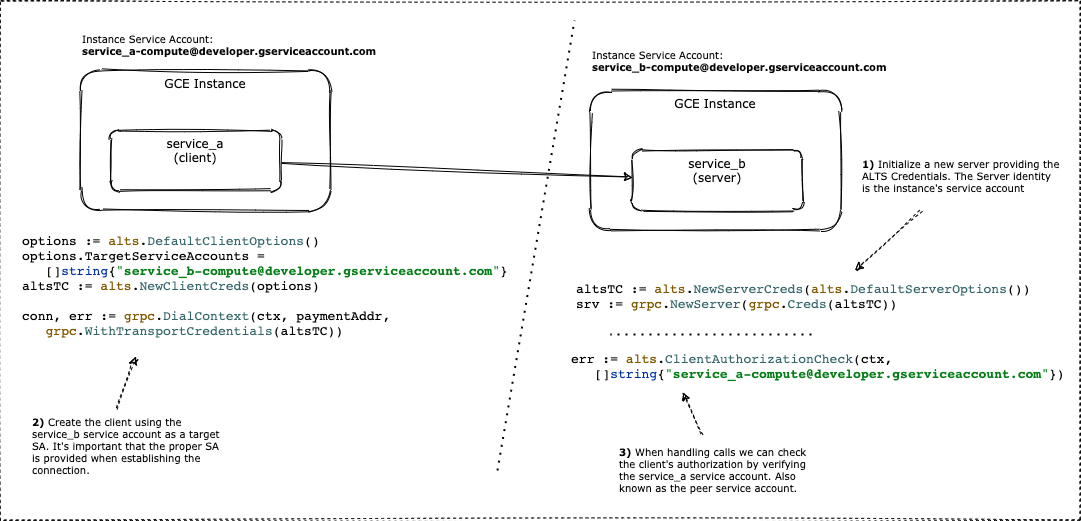 Instance Service Account:
service_a-compute@developer.gserviceaccount.com
GCE Instance
service_a
(client)
options := alts.DefaultClientOptions()
options.TargetServiceAccounts =
[]string{"service_b-compute@developer.gserviceaccount.com"}
altsTC := alts.NewClientCreds(options)
conn, err := grpc.DialContext(ctx, paymentAddr,
grpc.WithTransportCredentials(altsTC))
2) Create the client using the
service_b service account as a target
SA. It's important that the proper SA
is provided when establishing the
connection.
Instance Service Account:
service_b-compute@developer.gserviceaccount.com
GCE Instance
service_b
(server)
1) Initialize a new server providing the
ALTS Credentials. The Server identity
is the instance's service account
altsTC := alts.NewServerCreds(alts.DefaultServerOptions())
srv := grpc.NewServer(grpc.Creds(altsTC))
err := alts.ClientAuthorizationCheck(ctx,
[]string{"service_a-compute@developer.gserviceaccount.com"})
3) When handling calls we can check
the client's authorization by verifying
the service_a service account. Also
known as the peer service account.